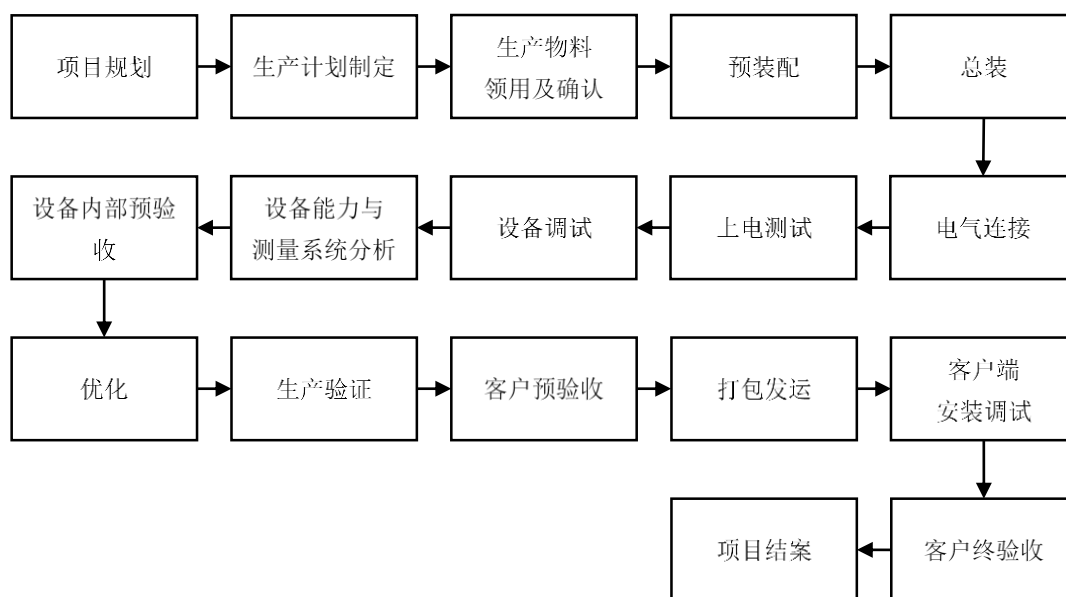 项目规划
生产计划制定
生产物料
领用及确认
预装配
总装
电气连接
上电测试
设备调试
设备能力与
测量系统分析
设备内部预验
收
优化
生产验证
客户预验收
打包发运
客户端
安装调试
客户终验收
项目结案